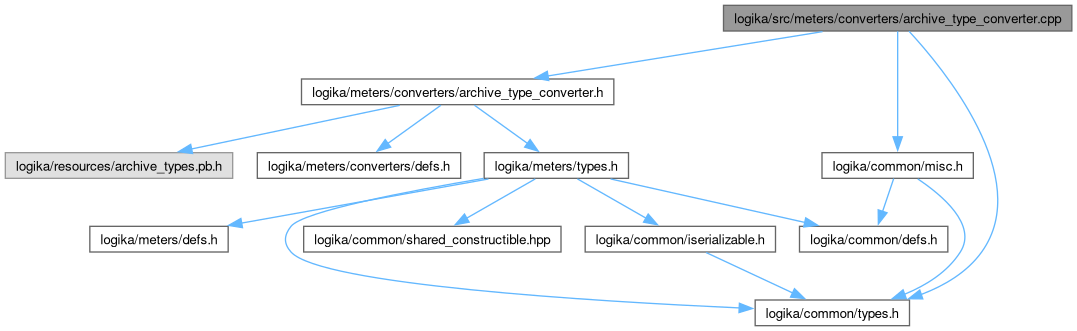 logika/src/meters/converters/archive_type_converter.cpp
logika/meters/converters/archive_type_converter.h
logika/resources/archive_types.pb.h
logika/meters/converters/defs.h
logika/meters/types.h
logika/common/misc.h
logika/meters/defs.h
logika/common/shared_constructible.hpp
logika/common/iserializable.h
logika/common/defs.h
logika/common/types.h